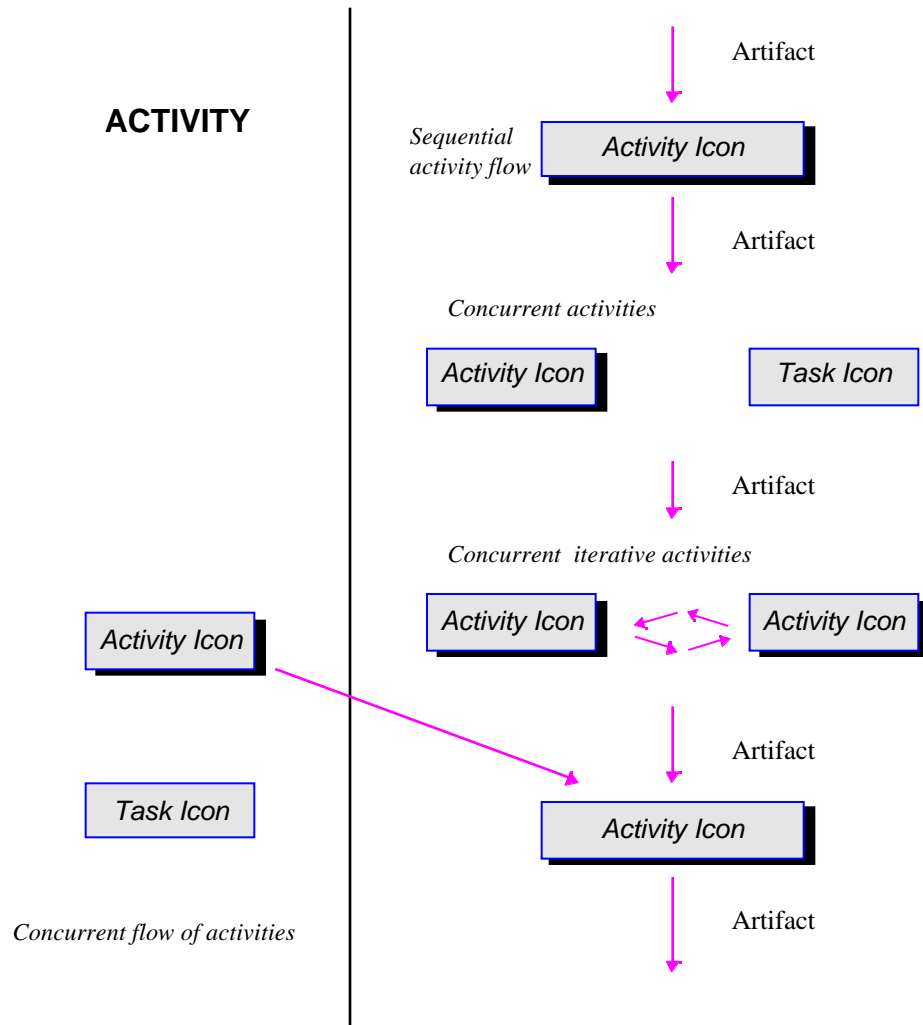 Artifact
ACTIVITY
Sequential
activity flow
Activity Icon
Artifact
Concurrent activities
Activity Icon
Task Icon
Artifact
Concurrent iterative activities
Activity Icon
Activity Icon
Activity Icon
Artifact
Task Icon
Activity Icon
Concurrent flow of activities
Artifact